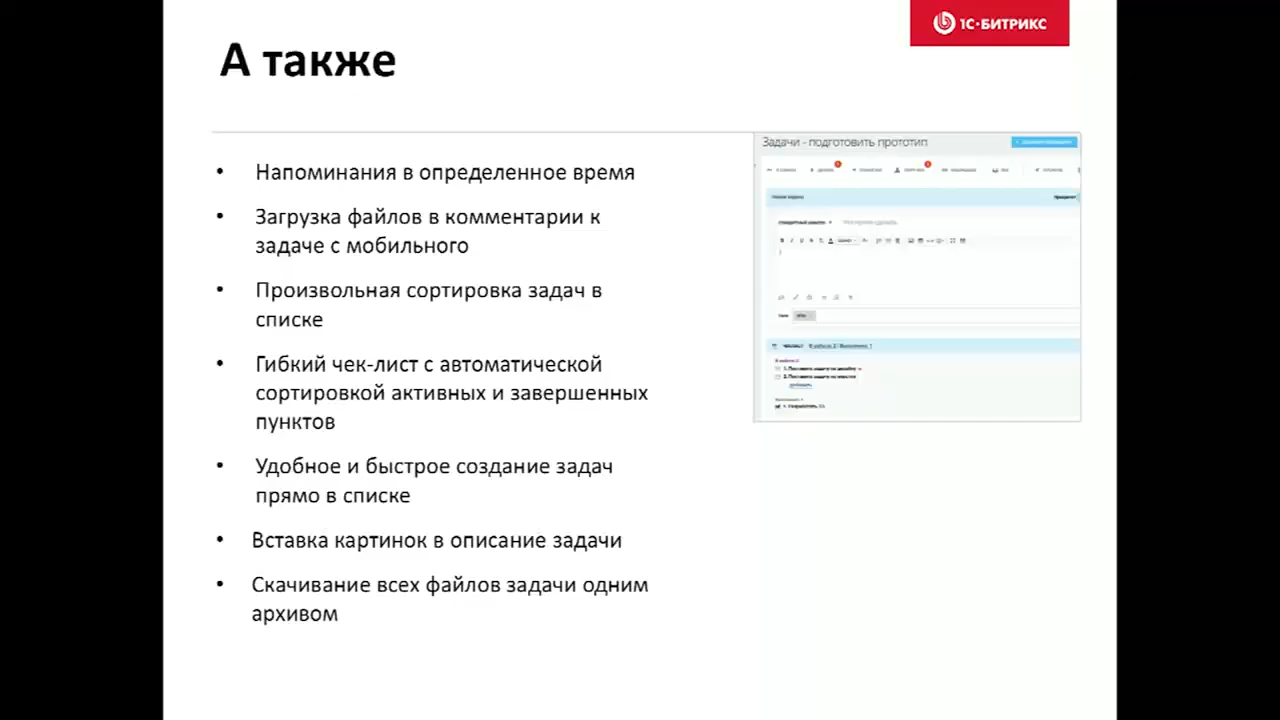 1С-БИТРИКС
А также
• Напоминания в определенное время
• Загрузка файлов в комментарии к
задаче с мобильного
• Произвольная сортировка задач в
списке
• Гибкий чек-лист с автоматической
сортировкой активных и завершенных
пунктов
• Удобное и быстрое создание задач
прямо в списке
• Вставка картинок в описание задачи
• Скачивание всех файлов задачи одним
архивом
Задачи - подготовить прототип